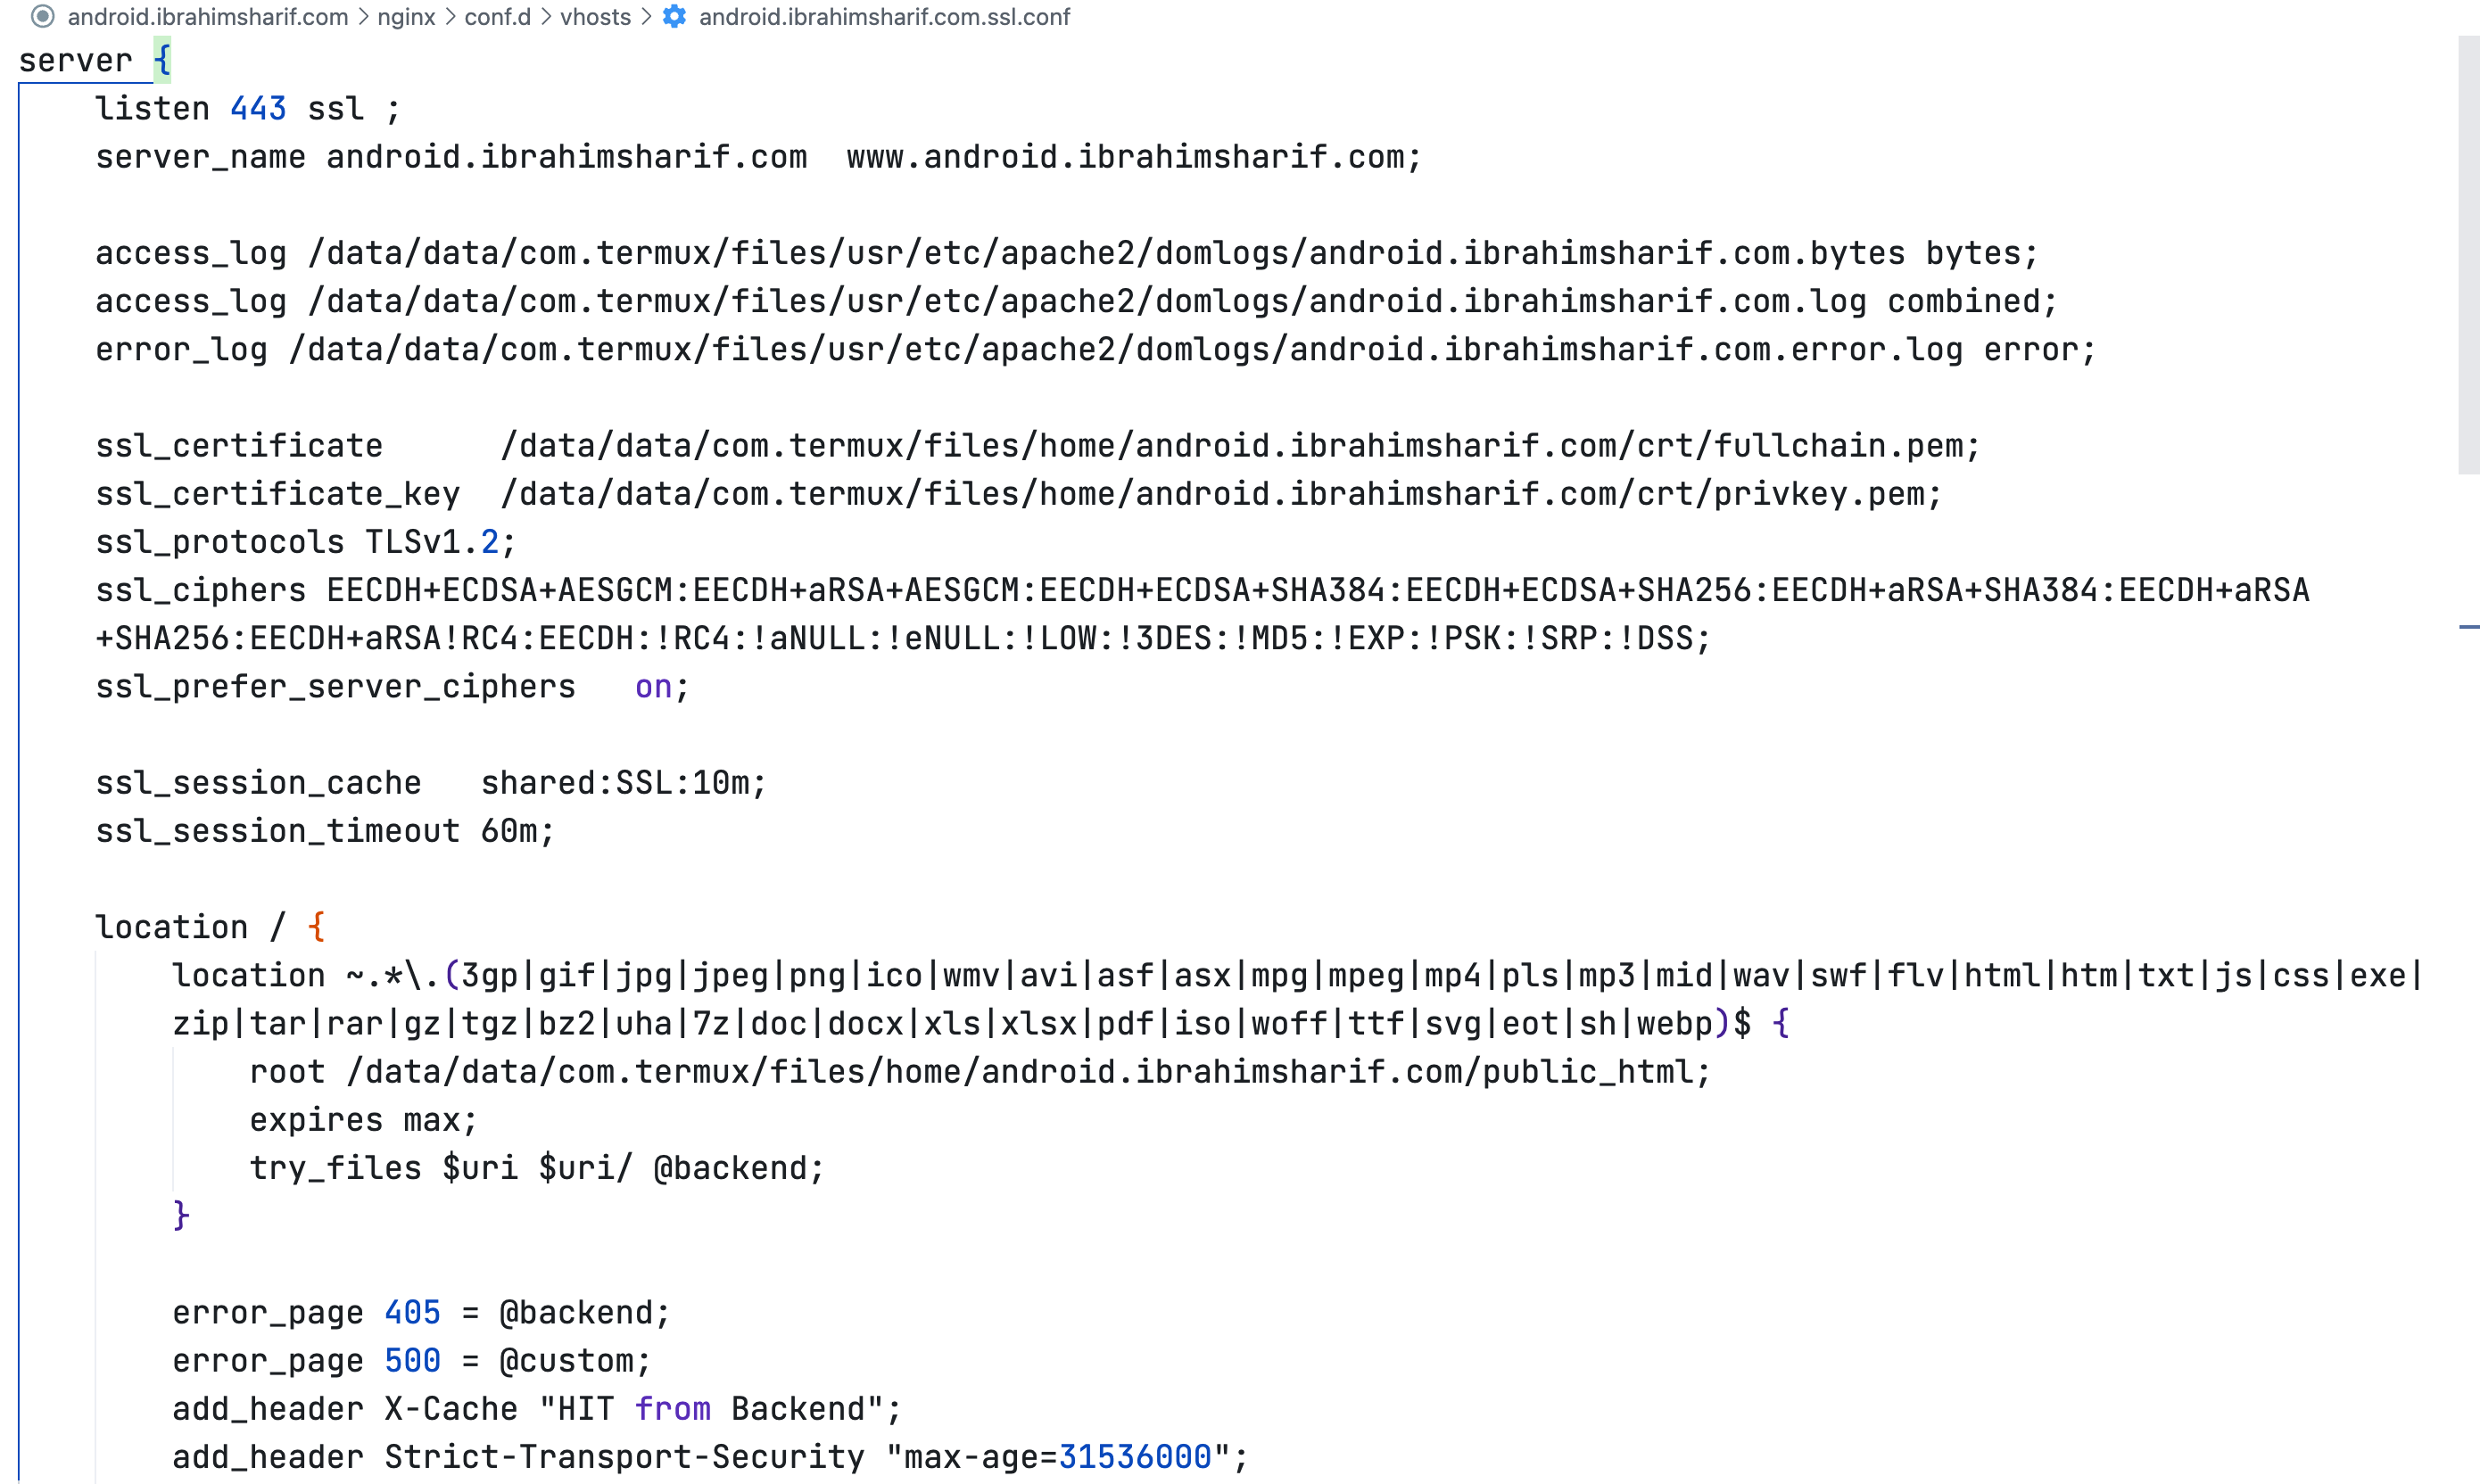 android.ibrahimsharif.com > nginx > conf.d > vhosts > android.ibrahimsharif.com.ssl.conf
server {
    listen 443 ssl ;
    server_name android.ibrahimsharif.com  www.android.ibrahimsharif.com;

    access_log /data/data/com.termux/files/usr/etc/apache2/domlogs/android.ibrahimsharif.com.bytes bytes;
    access_log /data/data/com.termux/files/usr/etc/apache2/domlogs/android.ibrahimsharif.com.log combined;
    error_log /data/data/com.termux/files/usr/etc/apache2/domlogs/android.ibrahimsharif.com.error.log error;

    ssl_certificate      /data/data/com.termux/files/home/android.ibrahimsharif.com/crt/fullchain.pem;
    ssl_certificate_key  /data/data/com.termux/files/home/android.ibrahimsharif.com/crt/privkey.pem;
    ssl_protocols TLSv1.2;
    ssl_ciphers EECDH+ECDSA+AESGCM:EECDH+aRSA+AESGCM:EECDH+ECDSA+SHA384:EECDH+ECDSA+SHA256:EECDH+aRSA+SHA384:EECDH+aRSA
    +SHA256:EECDH+aRSA!RC4:EECDH:!RC4:!aNULL:!eNULL:!LOW:!3DES:!MD5:!EXP:!PSK:!SRP:!DSS;
    ssl_prefer_server_ciphers   on;

    ssl_session_cache   shared:SSL:10m;
    ssl_session_timeout 60m;

    location / {
        location ~.*\.(3gp|gif|jpg|jpeg|png|ico|wmv|avi|asf|asx|mpg|mpeg|mp4|pls|mp3|mid|wav|swf|flv|html|htm|txt|js|css|exe|
        zip|tar|rar|gz|tgz|bz2|uha|7z|doc|docx|xls|xlsx|pdf|iso|woff|ttf|svg|eot|sh|webp)$ {
            root /data/data/com.termux/files/home/android.ibrahimsharif.com/public_html;
            expires max;
            try_files $uri $uri/ @backend;
        }

        error_page 405 = @backend;
        error_page 500 = @custom;
        add_header X-Cache "HIT from Backend";
        add_header Strict-Transport-Security "max-age=31536000";